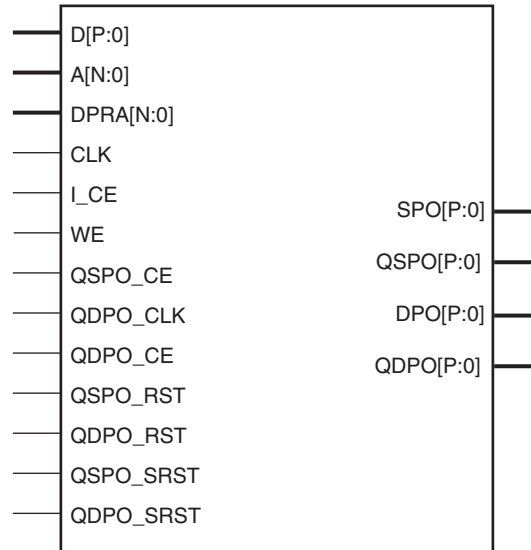 D[P:0]
A[N:0]
DPRA[N:0]
CLK
I_CE
WE
QSPO_CE
QDPO_CLK
QDPO_CE
QSPO_RST
QDPO_RST
QSPO_SRST
QDPO_SRST
SPO[P:0]
QSPO[P:0]
DPO[P:0]
QDPO[P:0]